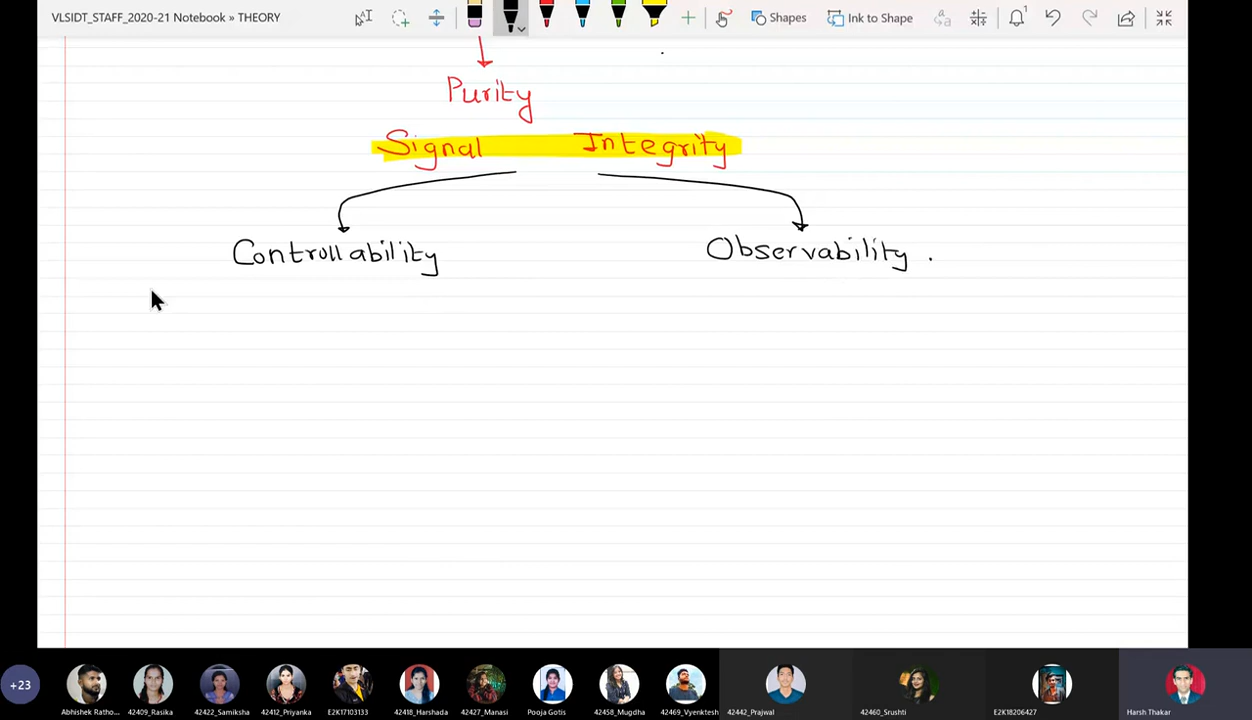 VLSIDT_STAFF_2020-21 Notebook » THEORY
Shapes
Ink to Shape
Purity
Signal Integrity
Controllability Observability .
+23
Abhishek Ratho... 42409_Rasika 42422_Samiksha 42412_Priyanka E2K17103133 42418_Harshada 42427_Manasi Pooja Gotis 42458_Mugdha 42469_Vyenktesh 42442_Prajwal 42460_Srushti E2K18206427 Harsh Thakar